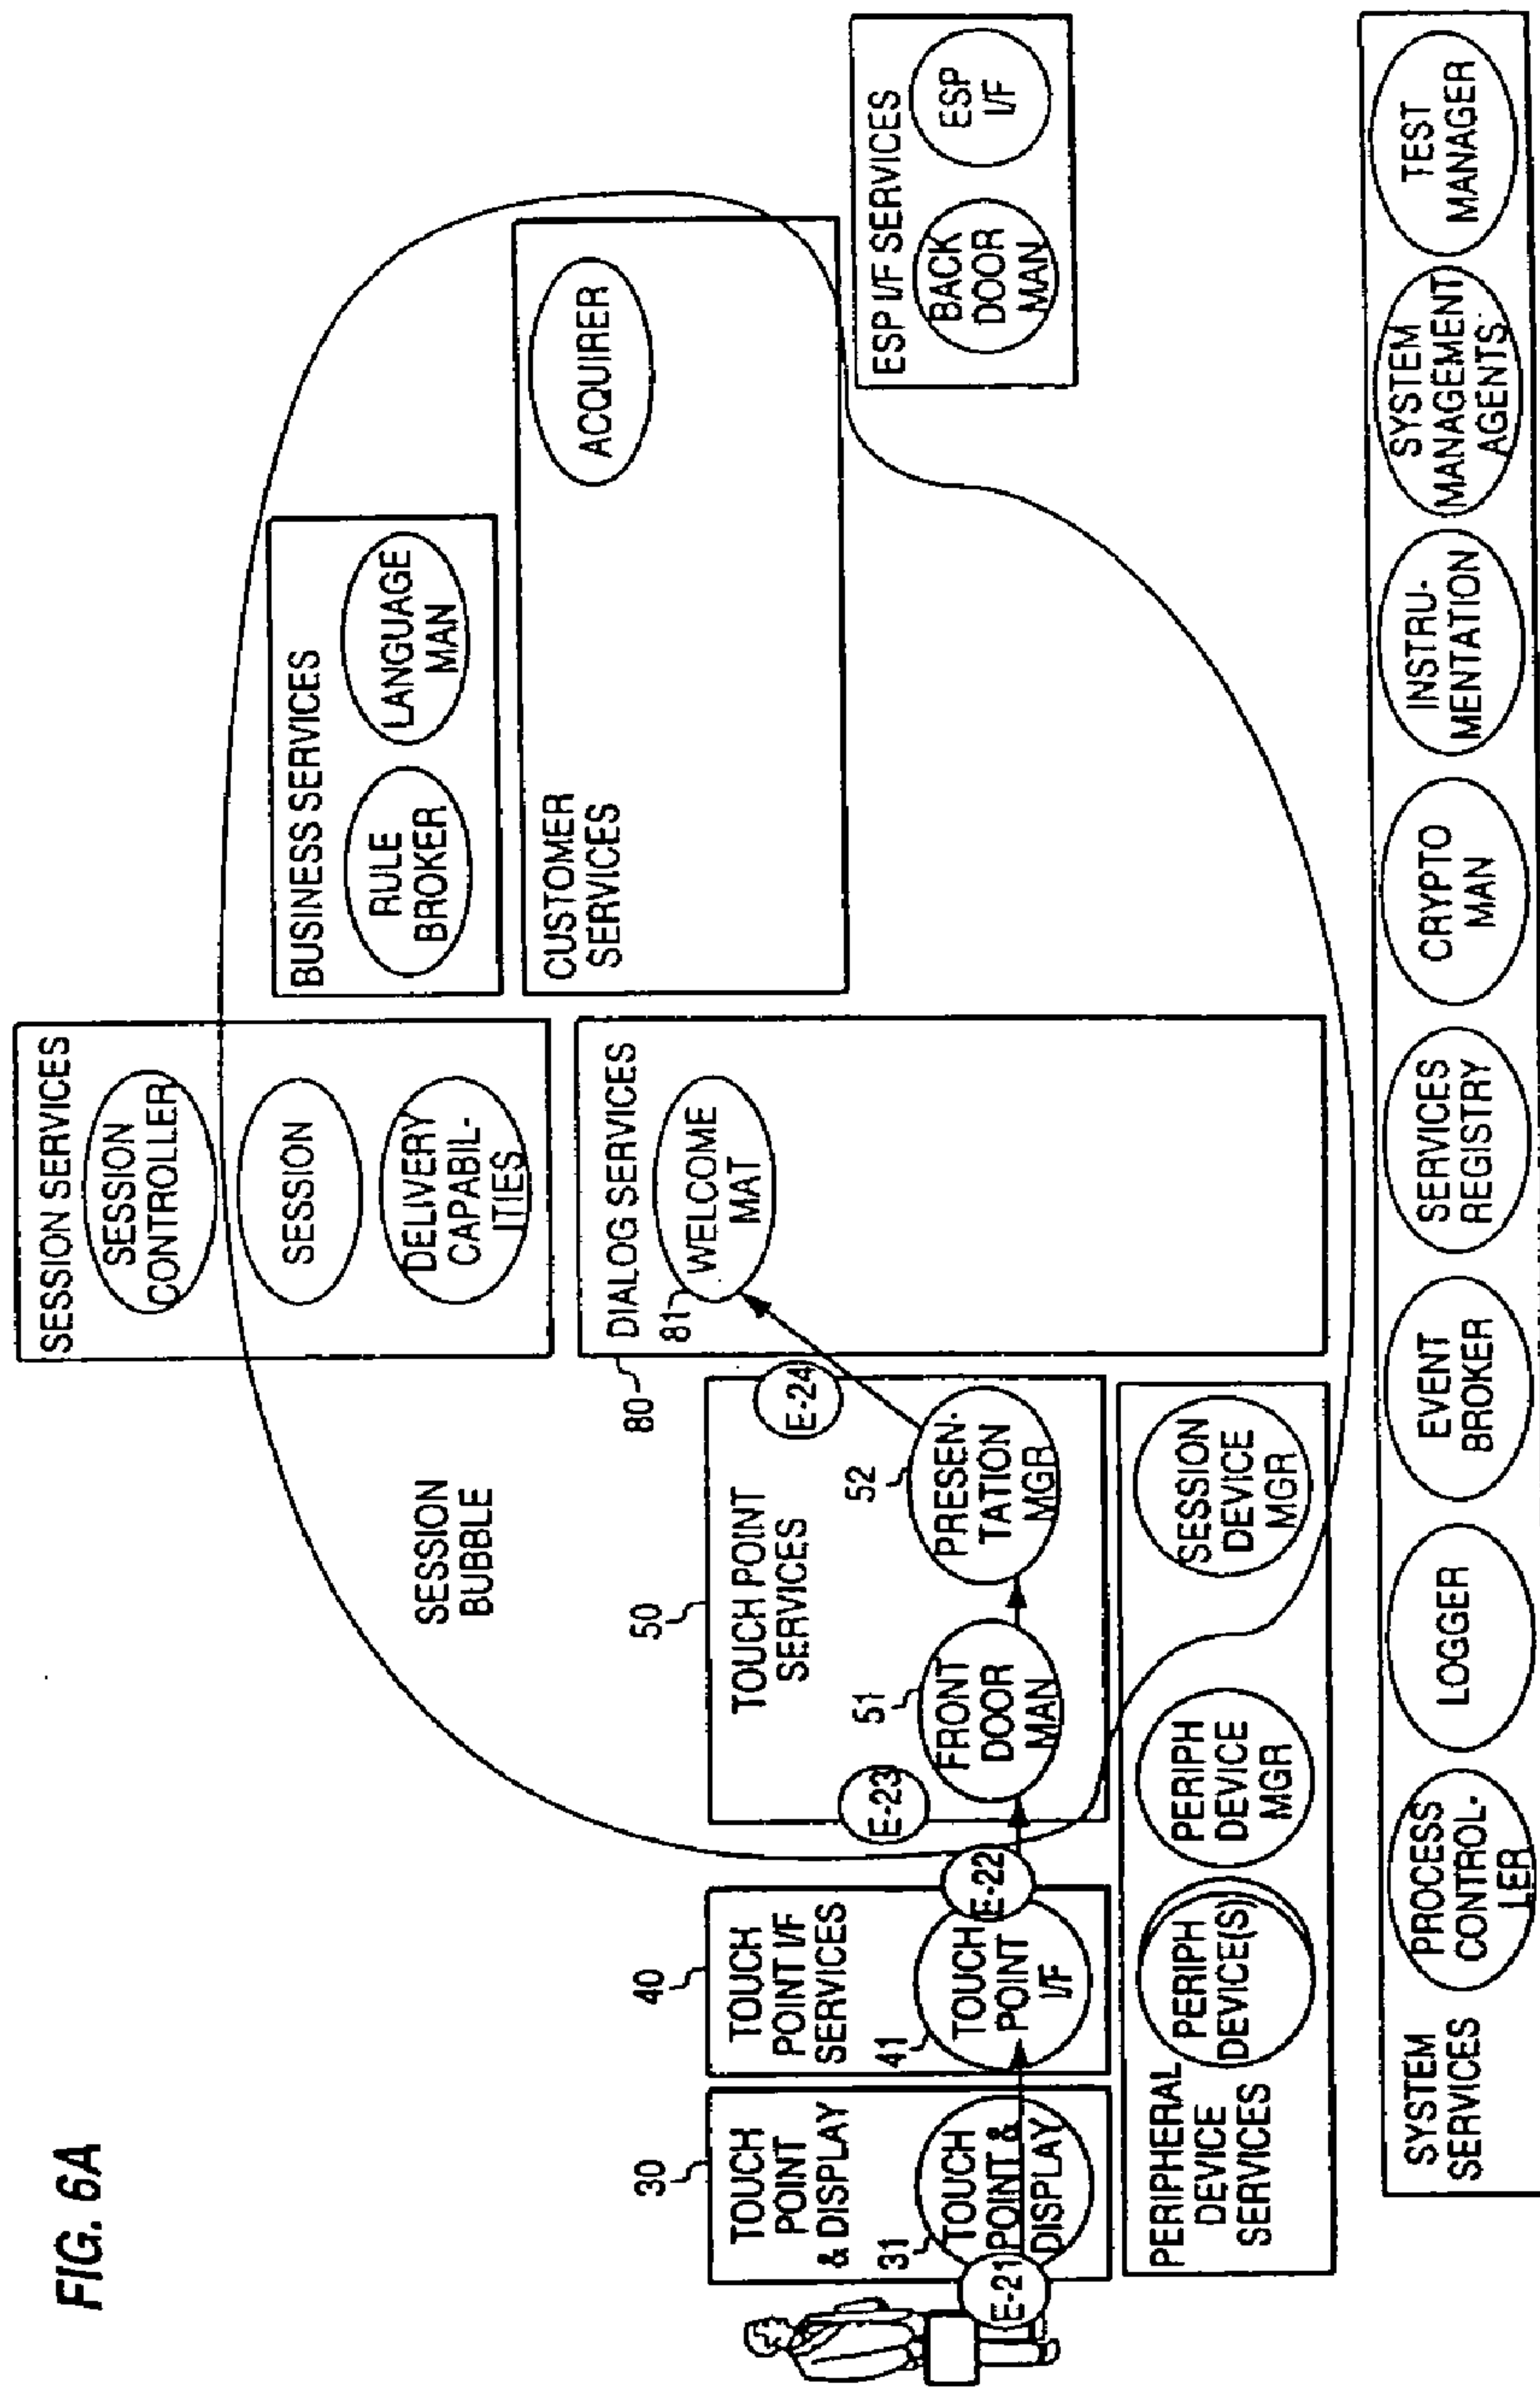 FIG. 6A
SESSION SERVICES
SESSION
CONTROLLER
SESSION
DELIVERY
CAPABIL-
ITIES
BUSINESS SERVICES
RULE
BROKER
LANGUAGE
MAN
SESSION
BUBBLE
CUSTOMER
SERVICES
ACQUIRER
30
TOUCH
POINT
& DISPLAY
31
TOUCH
POINT &
DISPLAY
E-21
40
TOUCH
POINT I/F
SERVICES
41
TOUCH
POINT
I/F
E-22
50
TOUCH POINT
SERVICES
E-23
51
FRONT
DOOR
MAN
52
PRESEN-
TATION
MGR
E-24
80
DIALOG SERVICES
81
WELCOME
MAT
ESP I/F SERVICES
BACK
DOOR
MAN
ESP
I/F
PERIPHERAL
DEVICE
SERVICES
PERIPH
DEVICE(S)
PERIPH
DEVICE
MGR
SESSION
DEVICE
MGR
SYSTEM
SERVICES
PROCESS
CONTROL-
LER
LOGGER
EVENT
BROKER
SERVICES
REGISTRY
CRYPTO
MAN
INSTRU-
MENTATION
SYSTEM
MANAGEMENT
AGENTS
TEST
MANAGER